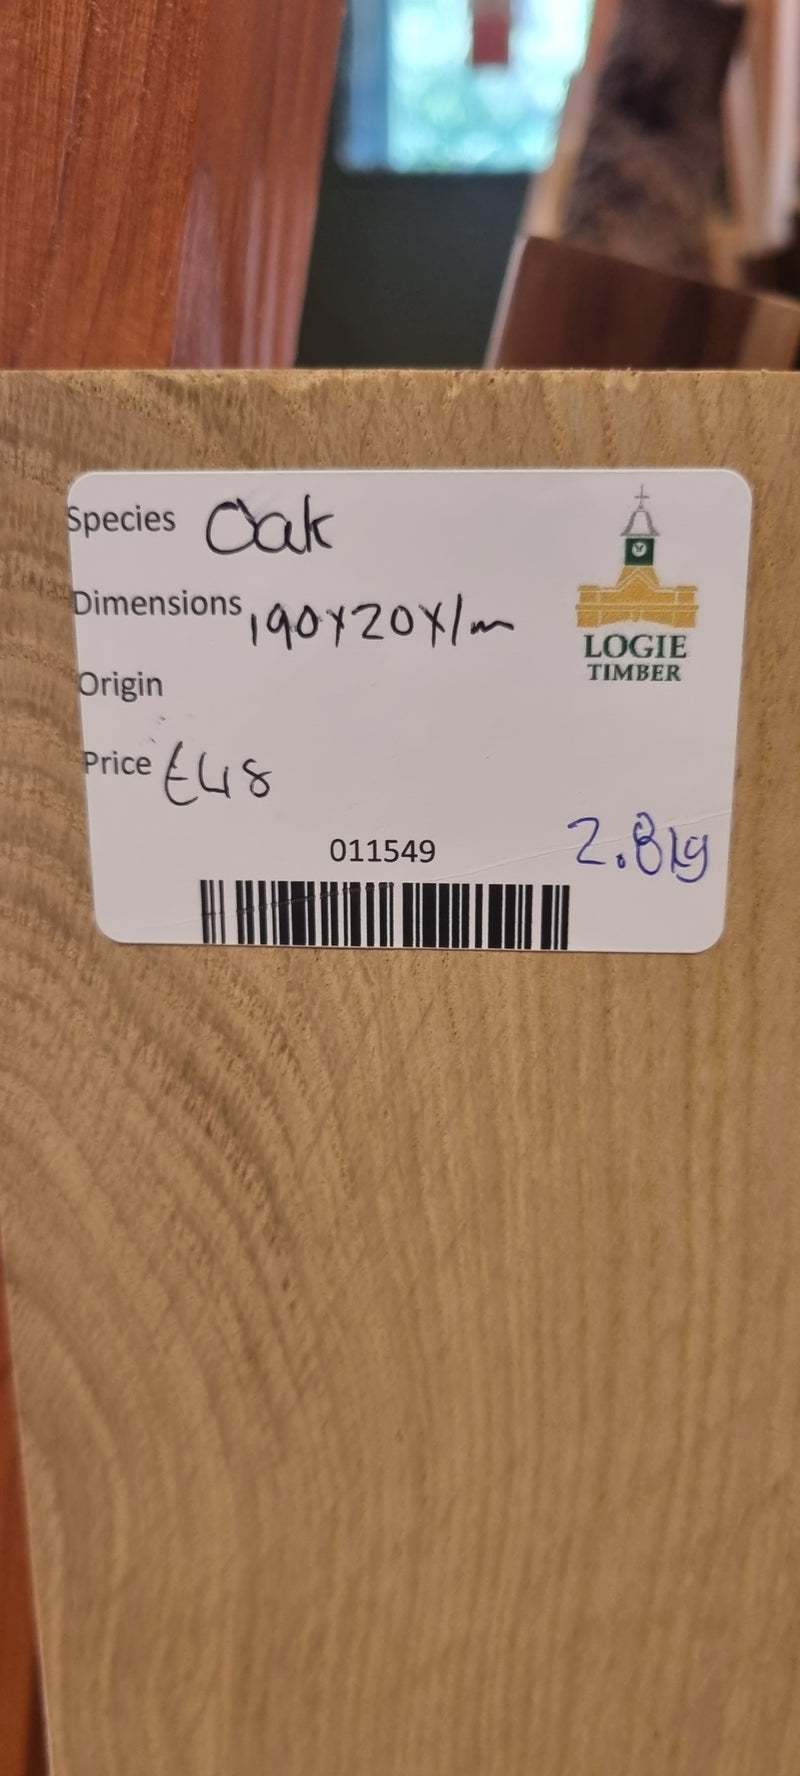 Species Oak
Dimensions 190x20x1m
Origin
Price £48
LOGIE
TIMBER
011549
2.8kg